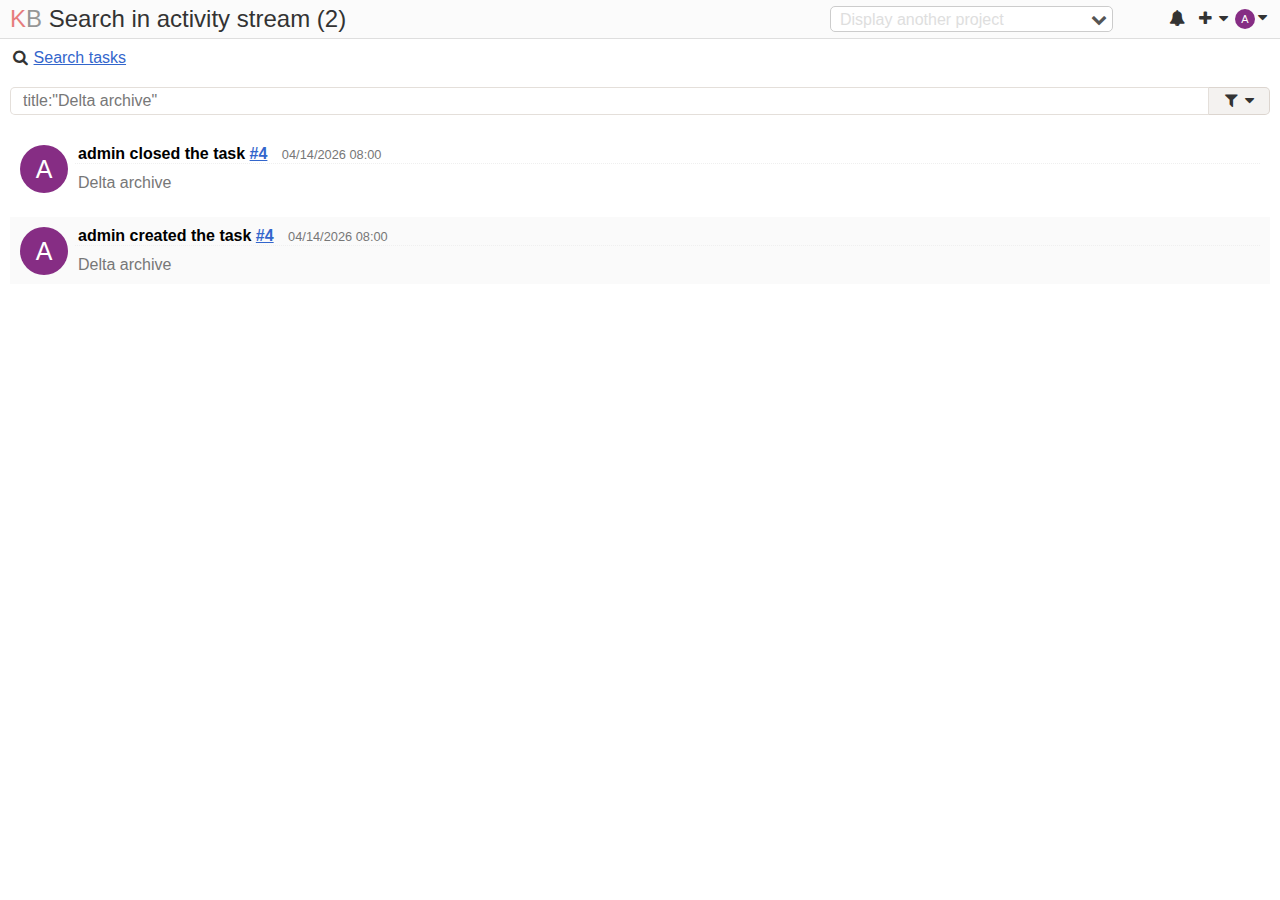 KB Search in activity stream (2)
Display another project
A
Search tasks
title:"Delta archive"
A
admin closed the task #4 04/14/2026 08:00
Delta archive
A
admin created the task #4 04/14/2026 08:00
Delta archive